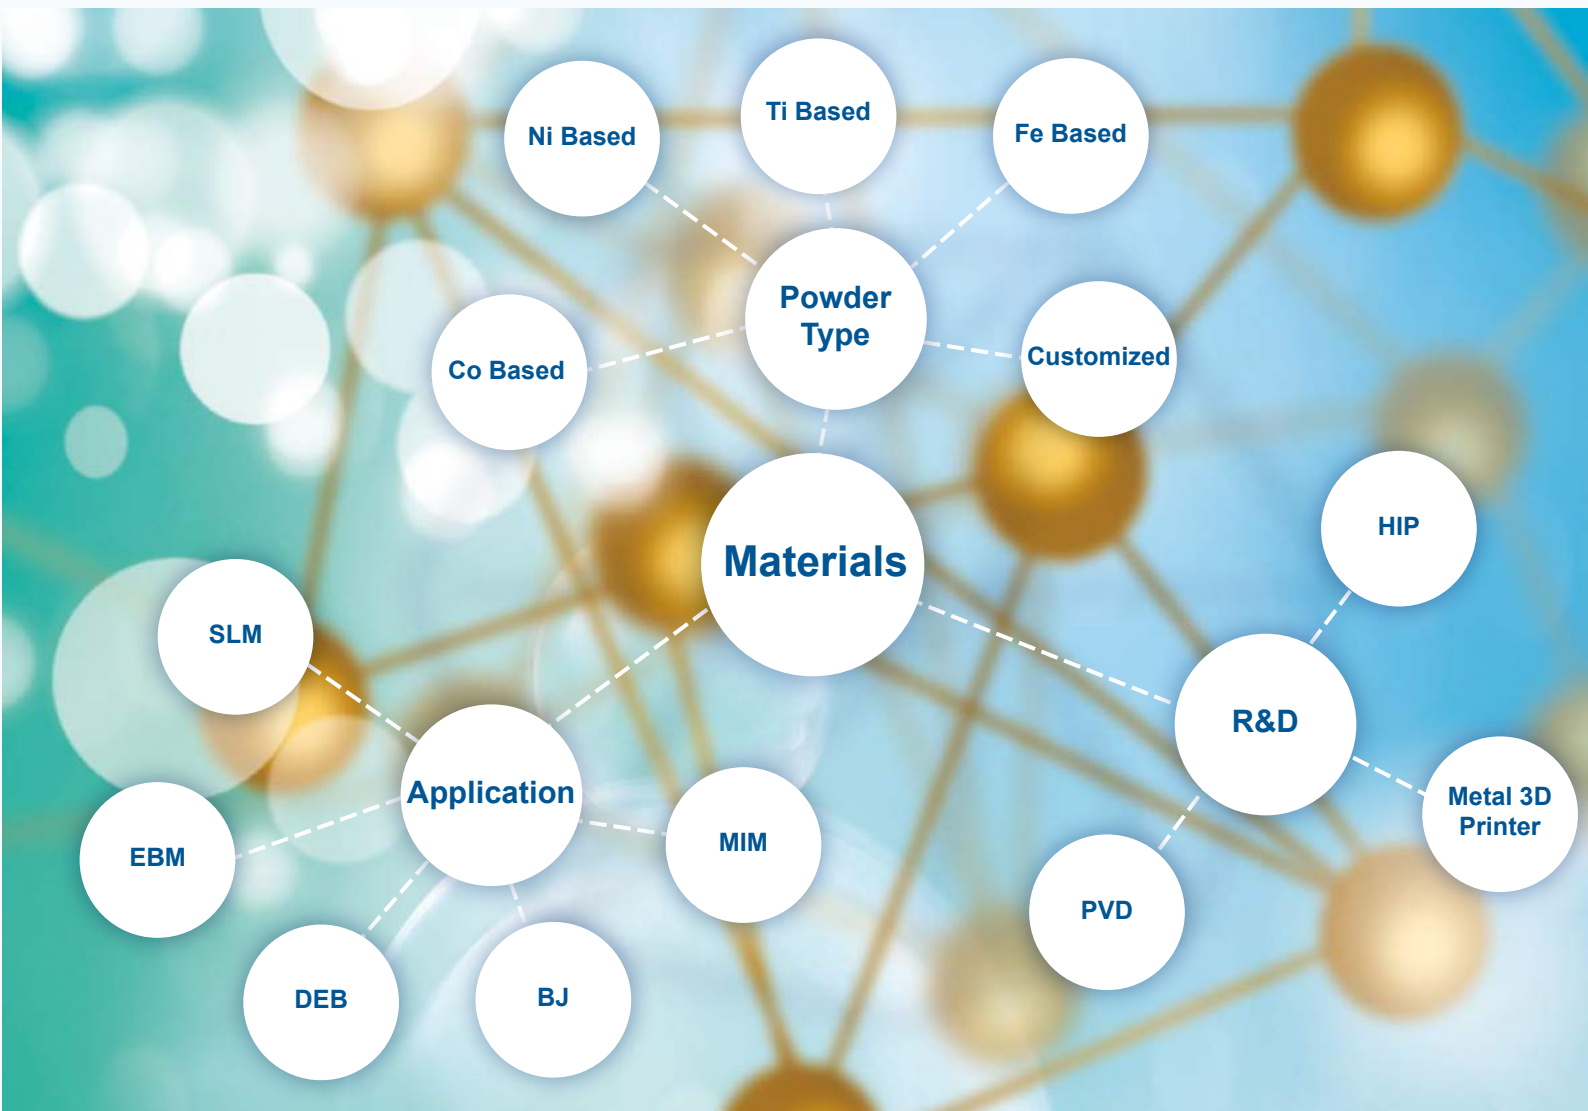 Ti Based
Ni Based
Fe Based
Powder
Type
Co Based
Customized
Materials
HIP
SLM
R&D
Application
Metal 3D
Printer
EBM
MIM
PVD
DEB
BJ